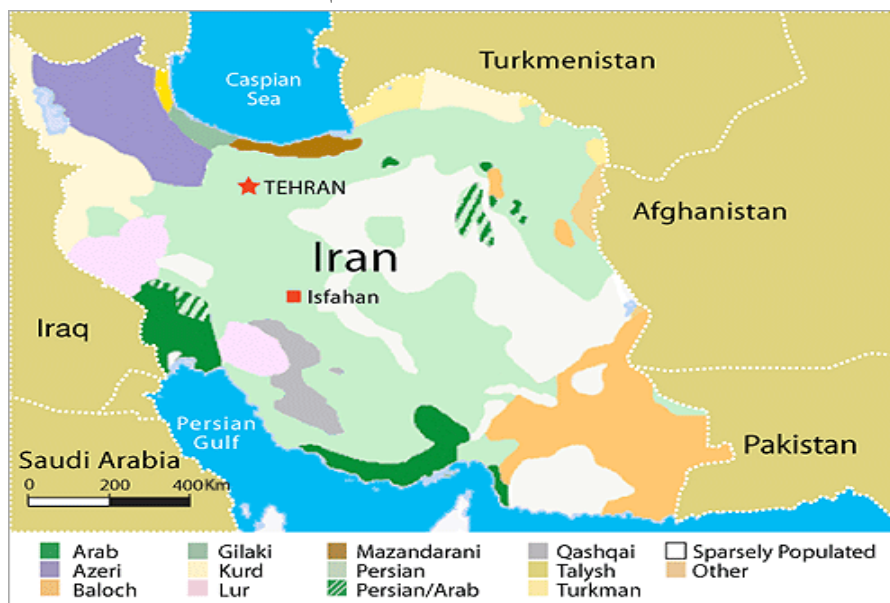 Turkmenistan
Caspian
Sea
TEHRAN
Afghanistan
Iran
Isfahan
Iraq
Persian
Gulf
Pakistan
Saudi Arabia
0 200 400Km
Arab Gilaki Mazandarani Qashqai Sparsely Populated
Azeri Kurd Persian Talysh Other
Baloch Lur Persian/Arab Turkman